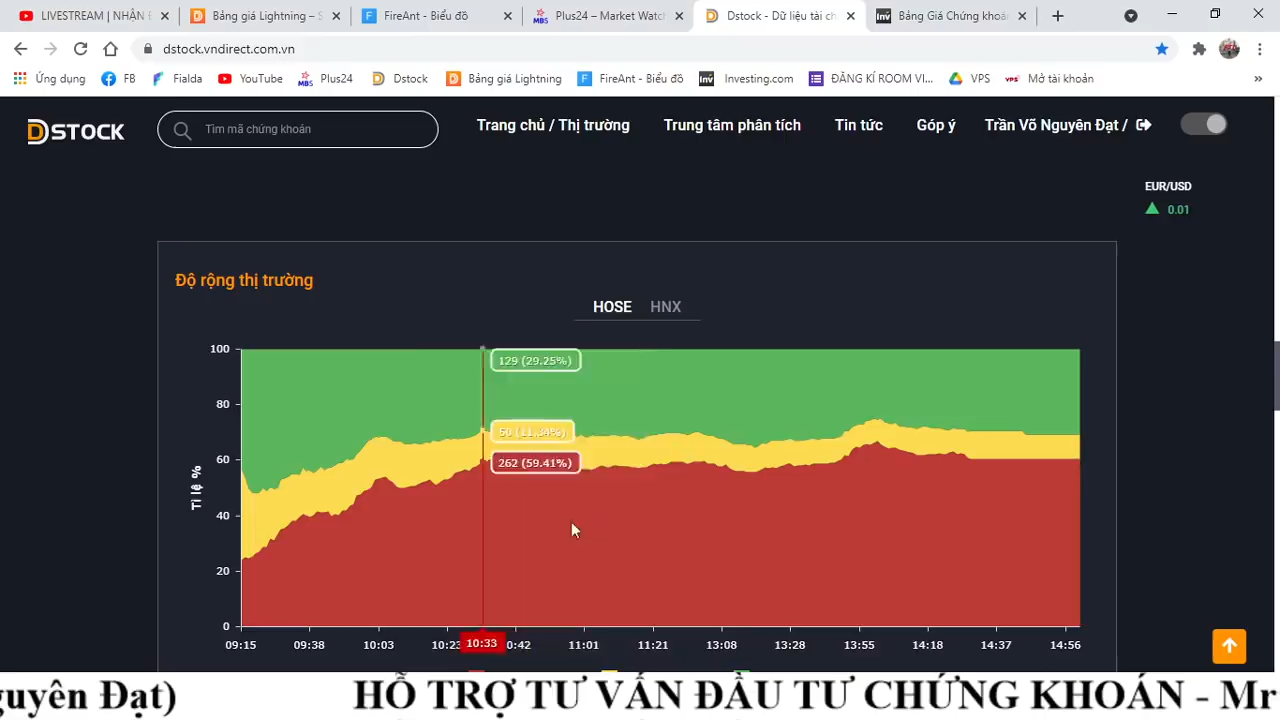 LIVESTREAM | NHẬN Đ
Bảng giá Lightning – S
FireAnt - Biểu đồ
MBS Plus24 – Market Watch
Dstock - Dữ liệu tài ch
Inv Bảng Giá Chứng khoá
dstock.vndirect.com.vn
Ứng dụng
FB
Fialda
YouTube
MBS Plus24
Dstock
Bảng giá Lightning
FireAnt - Biểu đồ
Inv Investing.com
ĐĂNG KÍ ROOM VI...
VPS
VPS Mở tài khoản
DSTOCK
Tìm mã chứng khoán
Trang chủ / Thị trường
Trung tâm phân tích
Tin tức
Góp ý
Trần Võ Nguyên Đạt /
EUR/USD
0.01
Độ rộng thị trường
HOSE HNX
Tỉ lệ %
100
80
60
40
20
0
129 (29.25%)
50 (11.34%)
262 (59.41%)
09:15 09:38 10:03 10:23 10:33 0:42 11:01 11:21 13:08 13:28 13:55 14:18 14:37 14:56
guyên Đạt) HỖ TRỢ TƯ VẤN ĐẦU TƯ CHỨNG KHOÁN - Mr